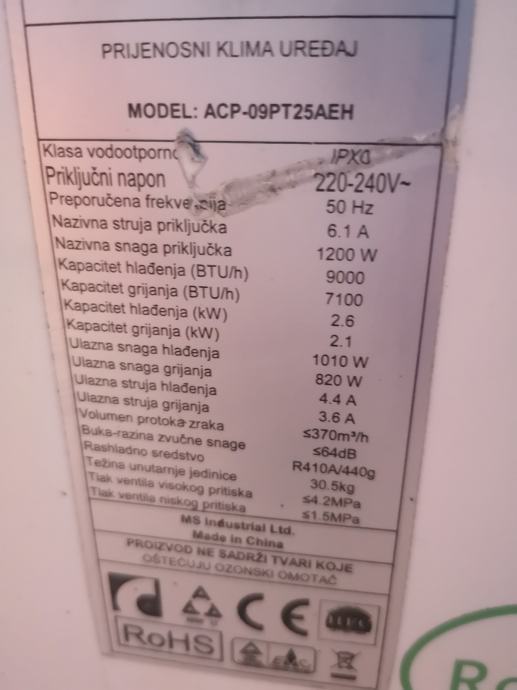 PRIJENOSNI KLIMA UREĐAJ
MODEL: ACP-09PT25AEH
Klasa vodootporno IPX0
Priključni napon 220-240V~
Preporučena frekvencija 50 Hz
Nazivna struja priključka 6.1 A
Nazivna snaga priključka 1200 W
Kapacitet hlađenja (BTU/h) 9000
Kapacitet grijanja (BTU/h) 7100
Kapacitet hlađenja (kW) 2.6
Kapacitet grijanja (kW) 2.1
Ulazna snaga hlađenja 1010 W
Ulazna snaga grijanja 820 W
Ulazna struja hlađenja 4.4 A
Ulazna struja grijanja 3.6 A
Volumen protoka zraka ≤370m³/h
Buka-razina zvučne snage ≤64dB
Rashladno sredstvo R410A/440g
Težina unutarnje jedinice 30.5kg
Tlak ventila visokog pritiska ≤4.2MPa
Tlak ventila niskog pritiska ≤1.5MPa
MS Industrial Ltd.
Made in China
PROIZVOD NE SADRŽI TVARI KOJE
OŠTEĆUJU OZONSKI OMOTAČ
CE
RoHS